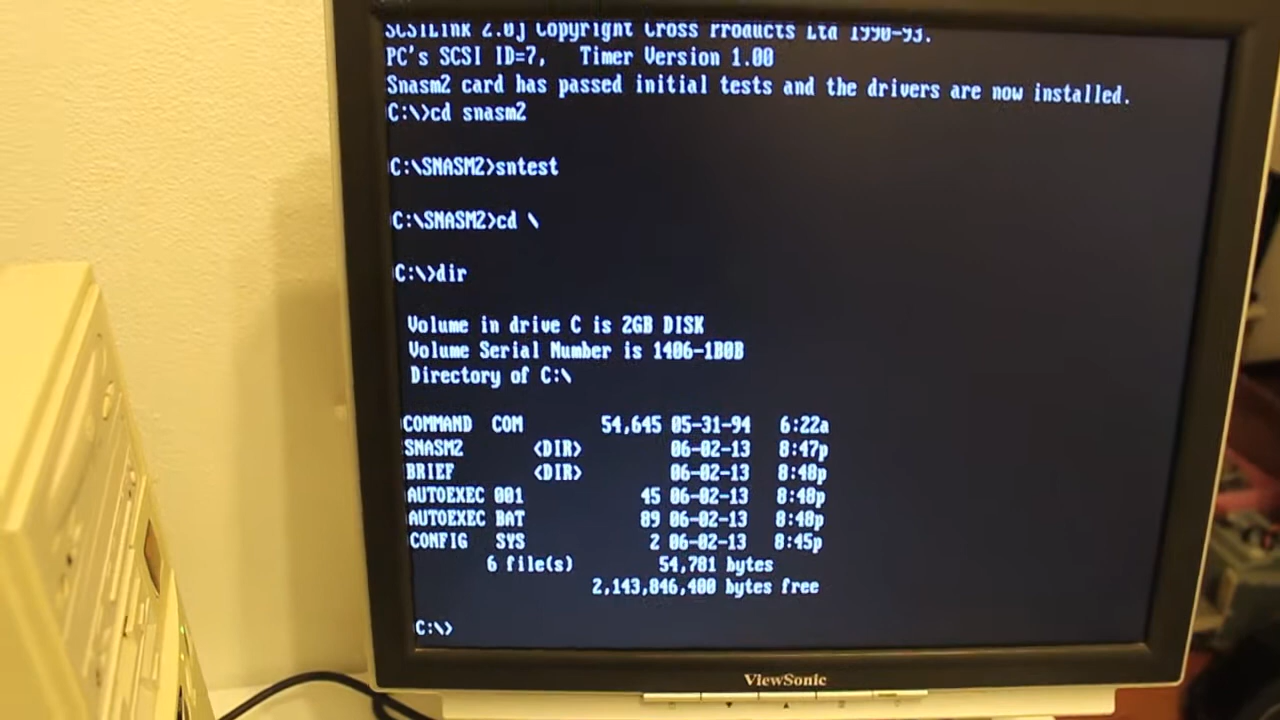 SCSILink 2.0j Copyright Cross Products Ltd 1990-93.
PC's SCSI ID=7,   Timer Version 1.00
Snasm2 card has passed initial tests and the drivers are now installed.
C:\>cd snasm2
C:\SNASM2>sntest
C:\SNASM2>cd \
C:\>dir
Volume in drive C is 2GB DISK
Volume Serial Number is 1406-1B0B
Directory of C:\
COMMAND  COM        54,645 05-31-94   6:22a
SNASM2       <DIR>         06-02-13   8:47p
BRIEF        <DIR>         06-02-13   8:48p
AUTOEXEC 001            45 06-02-13   8:48p
AUTOEXEC BAT            89 06-02-13   8:48p
CONFIG   SYS             2 06-02-13   8:45p
6 file(s)         54,781 bytes
2,143,846,400 bytes free
C:\>
ViewSonic